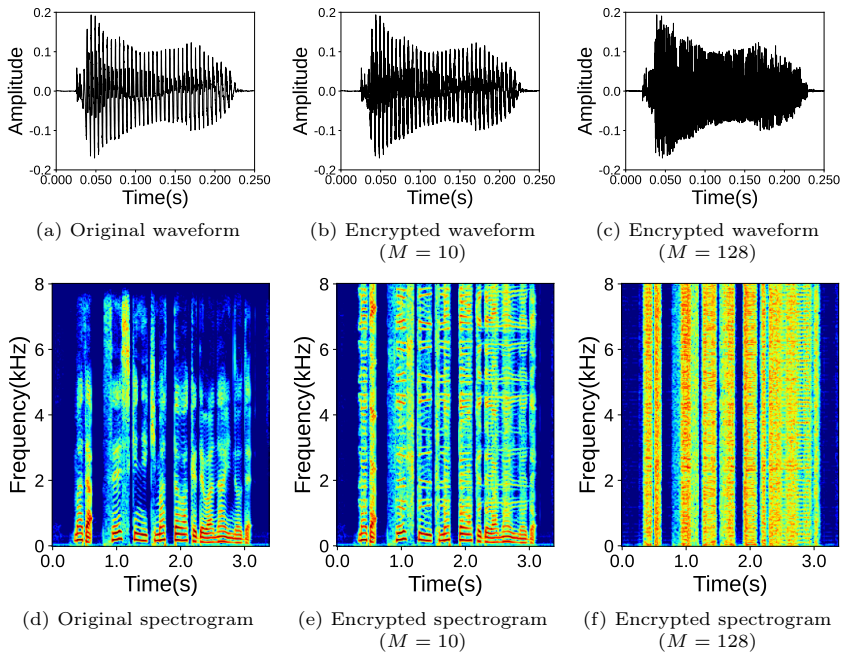 0.2 0.2 0.2
0.1 0.1 0.1
0.0 0.0 0.0
-0.1 -0.1 -0.1
-0.2 -0.2 -0.2
Amplitude Amplitude Amplitude
0.000 0.050 0.100 0.150 0.200 0.250 0.000 0.050 0.100 0.150 0.200 0.250 0.000 0.050 0.100 0.150 0.200 0.250
Time(s) Time(s) Time(s)
(a) Original waveform (b) Encrypted waveform (c) Encrypted waveform
(M = 10) (M = 128)
8 8 8
6 6 6
4 4 4
2 2 2
0 0 0
Frequency(kHz) Frequency(kHz) Frequency(kHz)
0.0 1.0 2.0 3.0 0.0 1.0 2.0 3.0 0.0 1.0 2.0 3.0
Time(s) Time(s) Time(s)
(d) Original spectrogram (e) Encrypted spectrogram (f) Encrypted spectrogram
(M = 10) (M = 128)